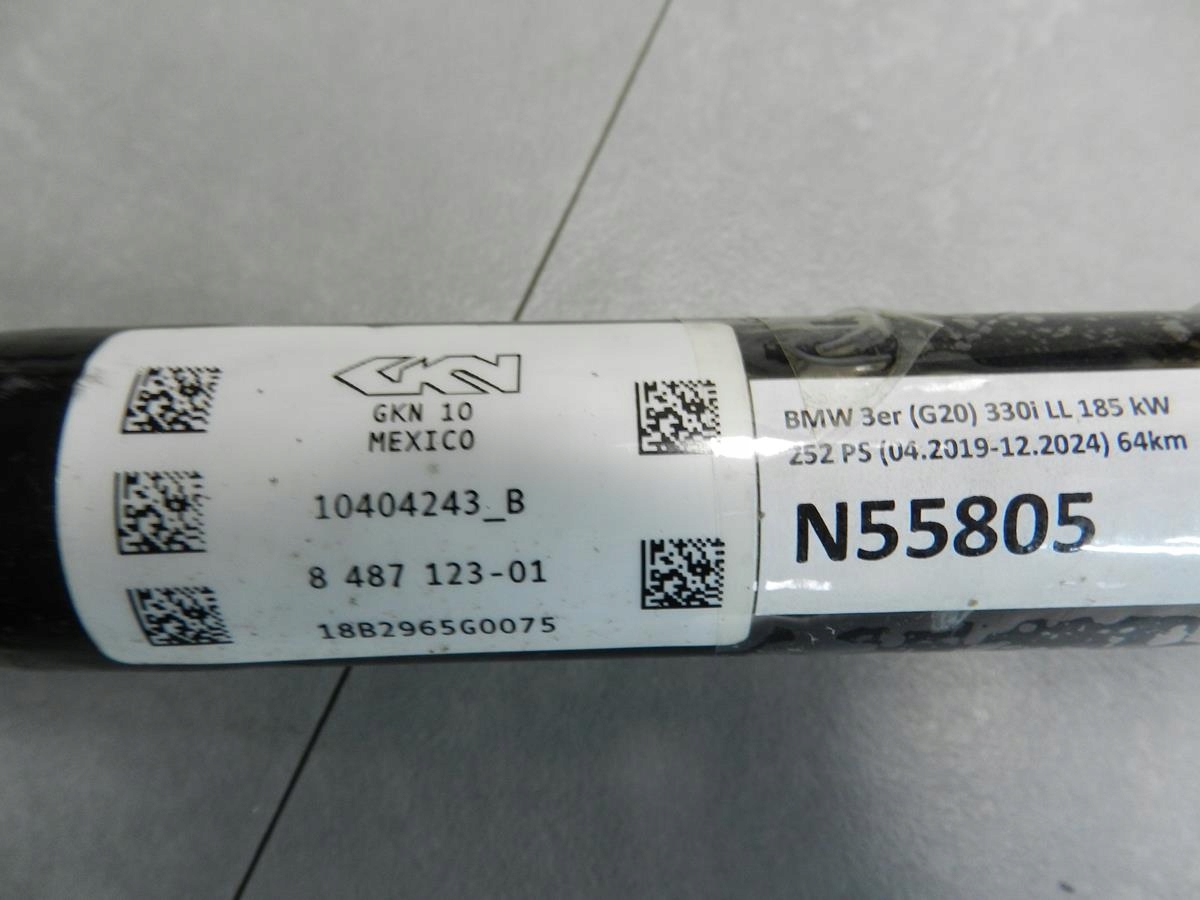 GKN
GKN 10
MEXICO
10404243_B
8 487 123-01
18B2965G0075
BMW 3er (G20) 330i LL 185 kW
252 PS (04.2019-12.2024) 64km
N55805